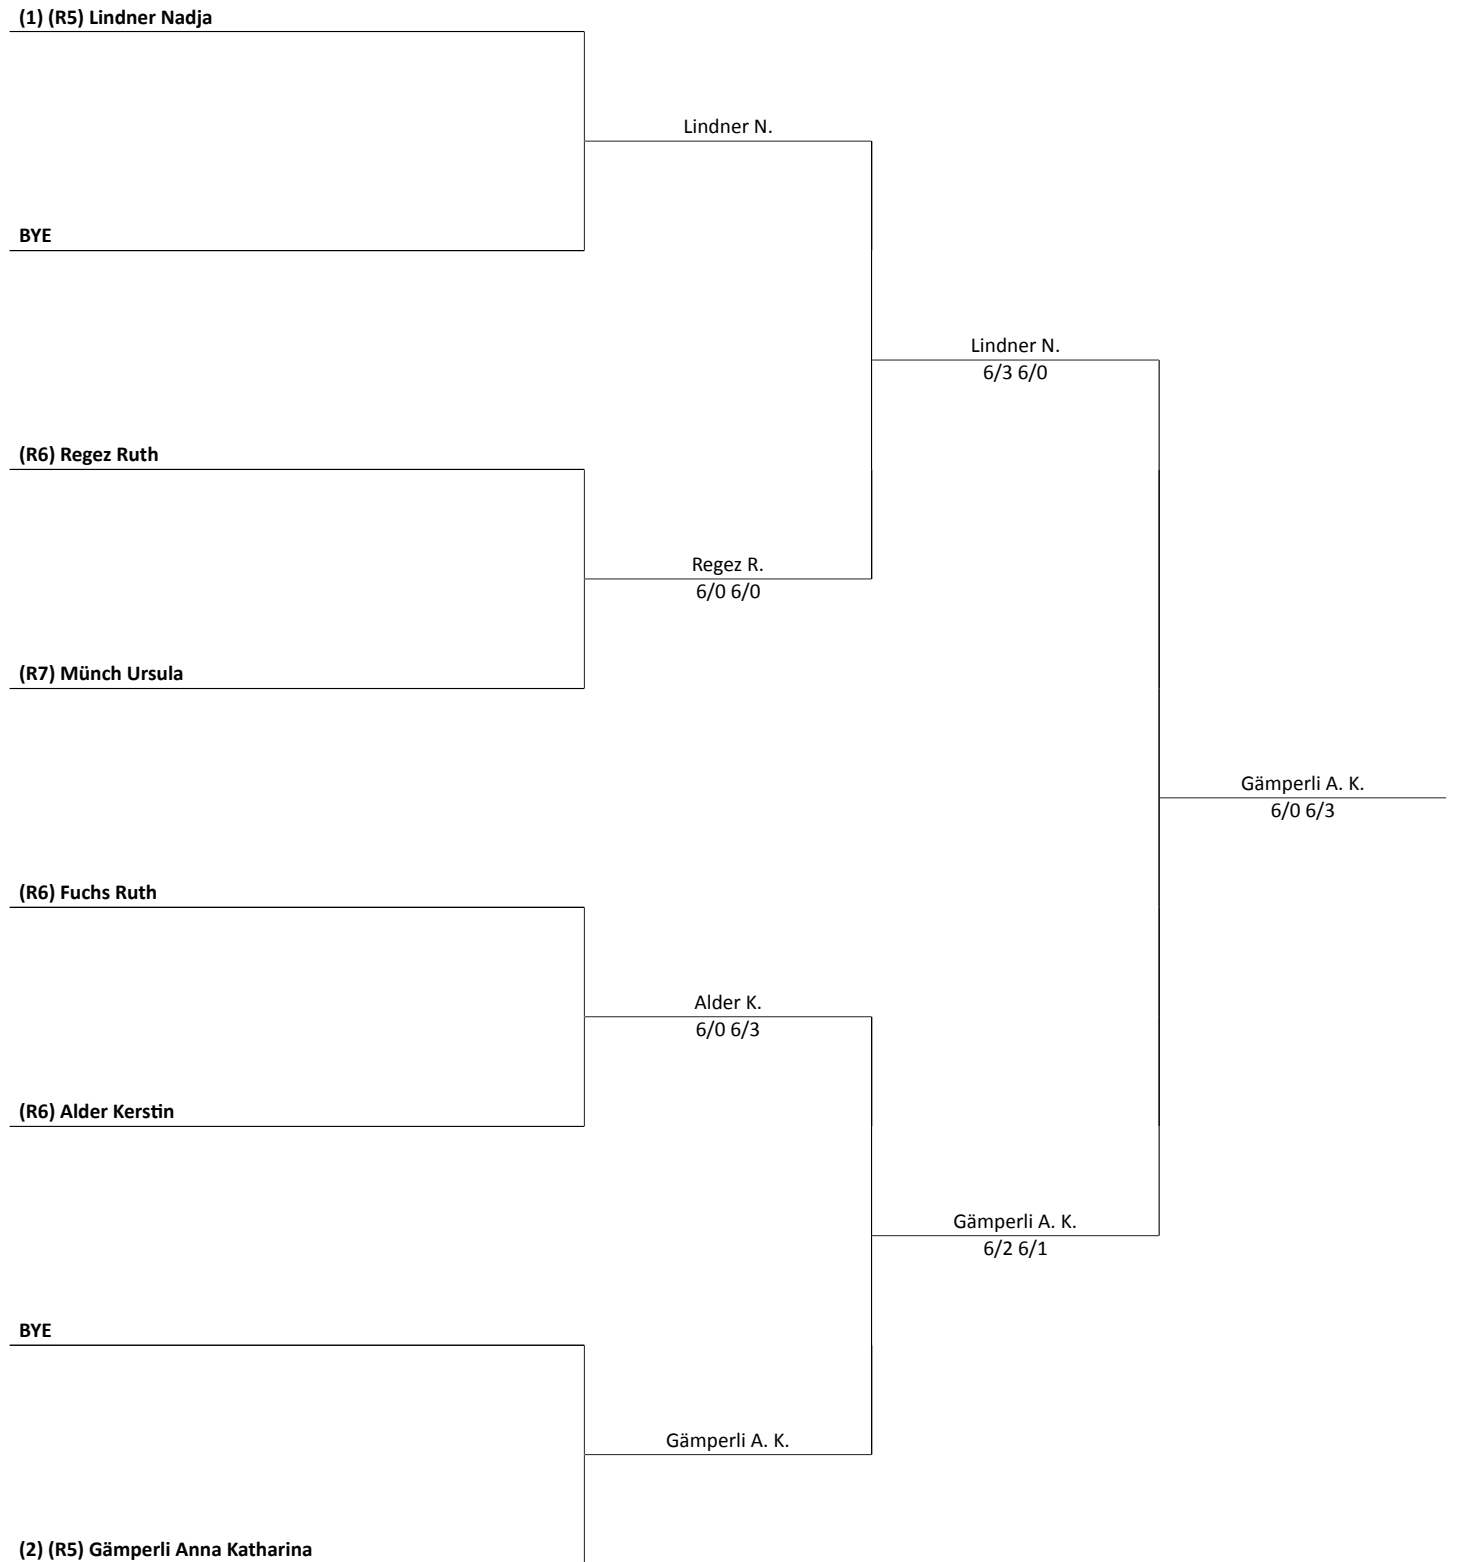 (1) (R5) Lindner Nadja
Lindner N.
BYE
Lindner N.
6/3 6/0
(R6) Regez Ruth
Regez R.
6/0 6/0
(R7) Münch Ursula
Gämperli A. K.
6/0 6/3
(R6) Fuchs Ruth
Alder K.
6/0 6/3
(R6) Alder Kerstin
Gämperli A. K.
6/2 6/1
BYE
Gämperli A. K.
(2) (R5) Gämperli Anna Katharina